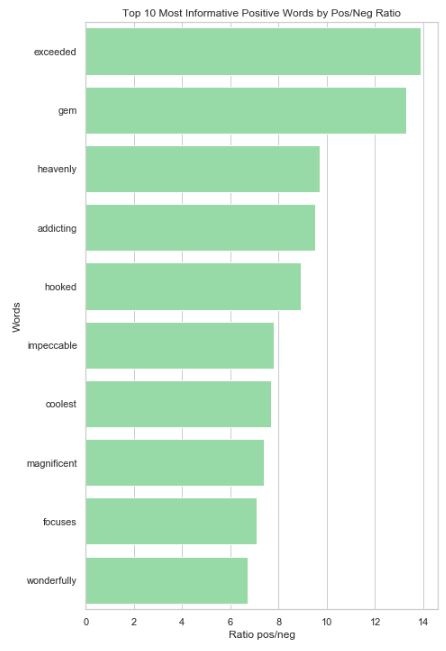 Top 10 Most Informative Positive Words by Pos/Neg Ratio
exceeded
gem
heavenly
addicting
hooked
impeccable
coolest
magnificent
focuses
wonderfully
Words
0 2 4 6 8 10 12 14
Ratio pos/neg